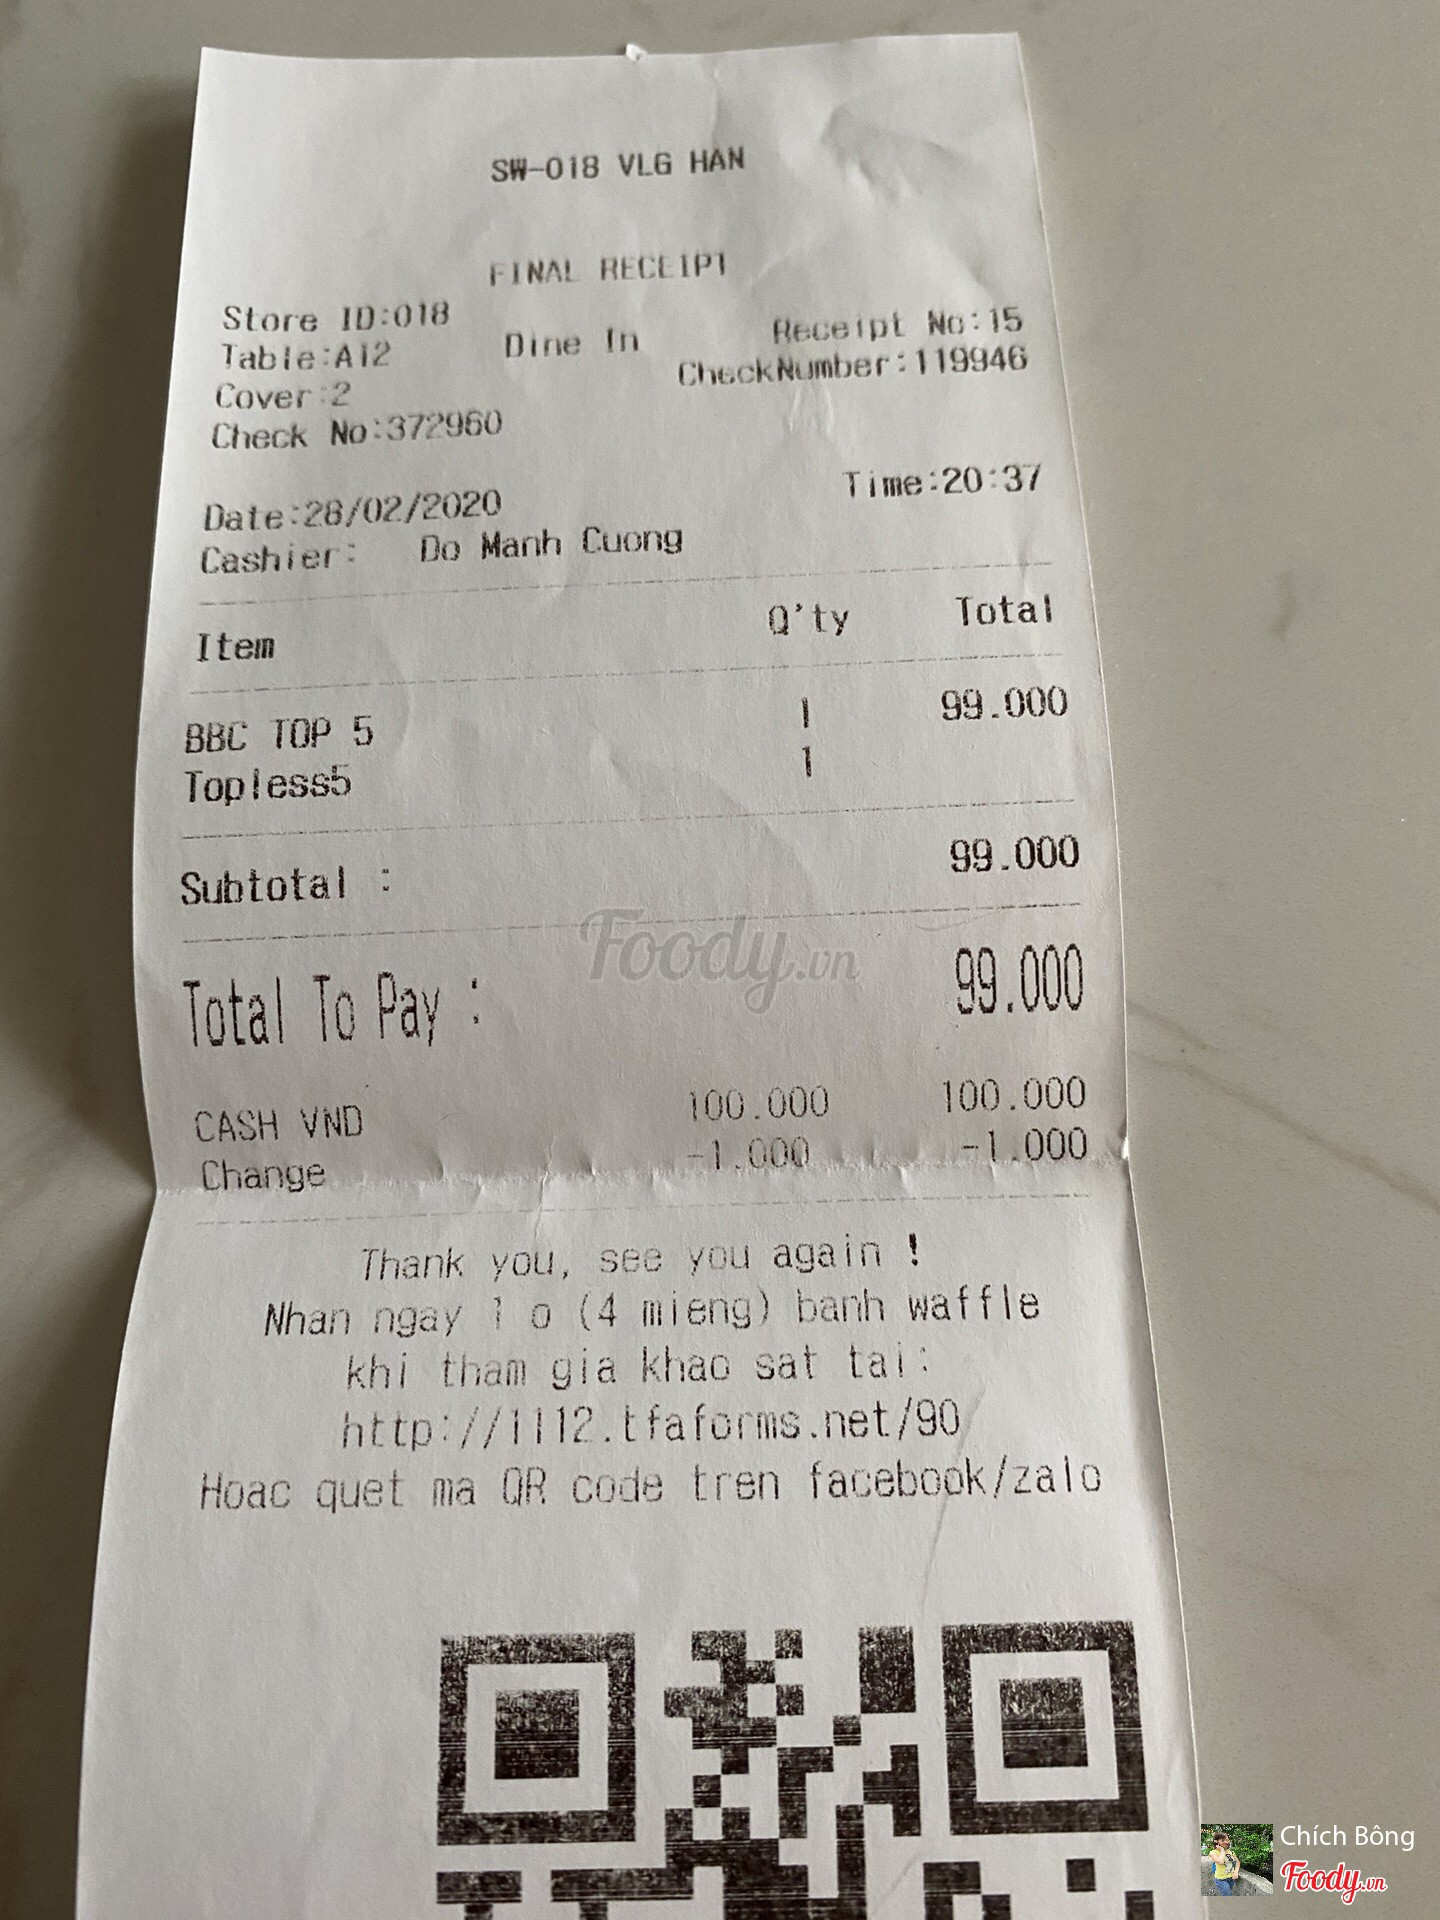 SW-018 VLG HAN
FINAL RECEIPT
Store ID:018
Dine In
Receipt No:15
Table:A12
CheckNumber:119946
Cover:2
Check No:372960
Date:28/02/2020
Time:20:37
Cashier: Do Manh Cuong
Item Q'ty Total
BBC TOP 5 1 99.000
Topless5 1
Subtotal : 99.000
Total To Pay : 99.000
CASH VND 100.000 100.000
Change -1.000 -1.000
Thank you, see you again !
Nhan ngay 1 o (4 mieng) banh waffle
khi tham gia khao sat tai:
http://1112.tfaforms.net/90
Hoac quet ma QR code tren facebook/zalo
Foody.vn
Chích Bông
Foody.vn